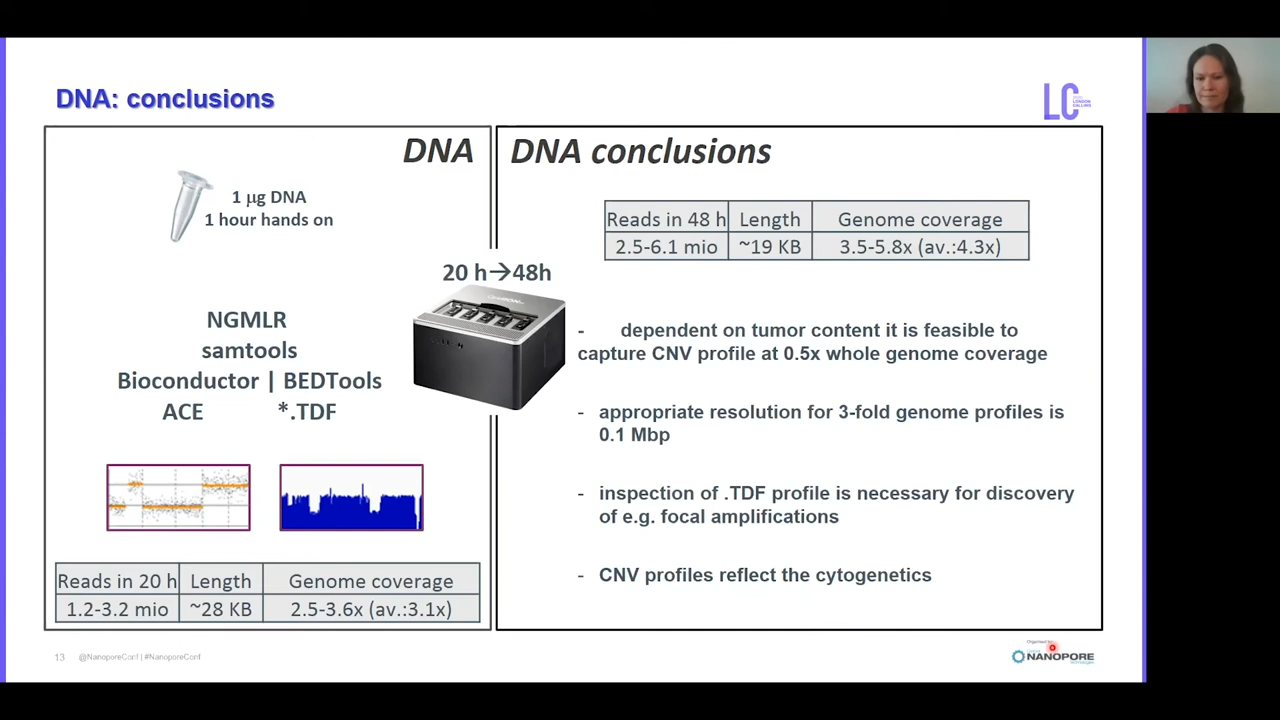 DNA: conclusions
LC
LONDON
CALLING
DNA
1 µg DNA
1 hour hands on
20 h→48h
NGMLR
samtools
Bioconductor | BEDTools
ACE *.TDF
Reads in 20 h Length Genome coverage
1.2-3.2 mio ~28 KB 2.5-3.6x (av.:3.1x)
DNA conclusions
Reads in 48 h Length Genome coverage
2.5-6.1 mio ~19 KB 3.5-5.8x (av.:4.3x)
- dependent on tumor content it is feasible to
capture CNV profile at 0.5x whole genome coverage
- appropriate resolution for 3-fold genome profiles is
0.1 Mbp
- inspection of .TDF profile is necessary for discovery
of e.g. focal amplifications
- CNV profiles reflect the cytogenetics
13 @NanoporeConf | #NanoporeConf
Organised by
NANOPORE